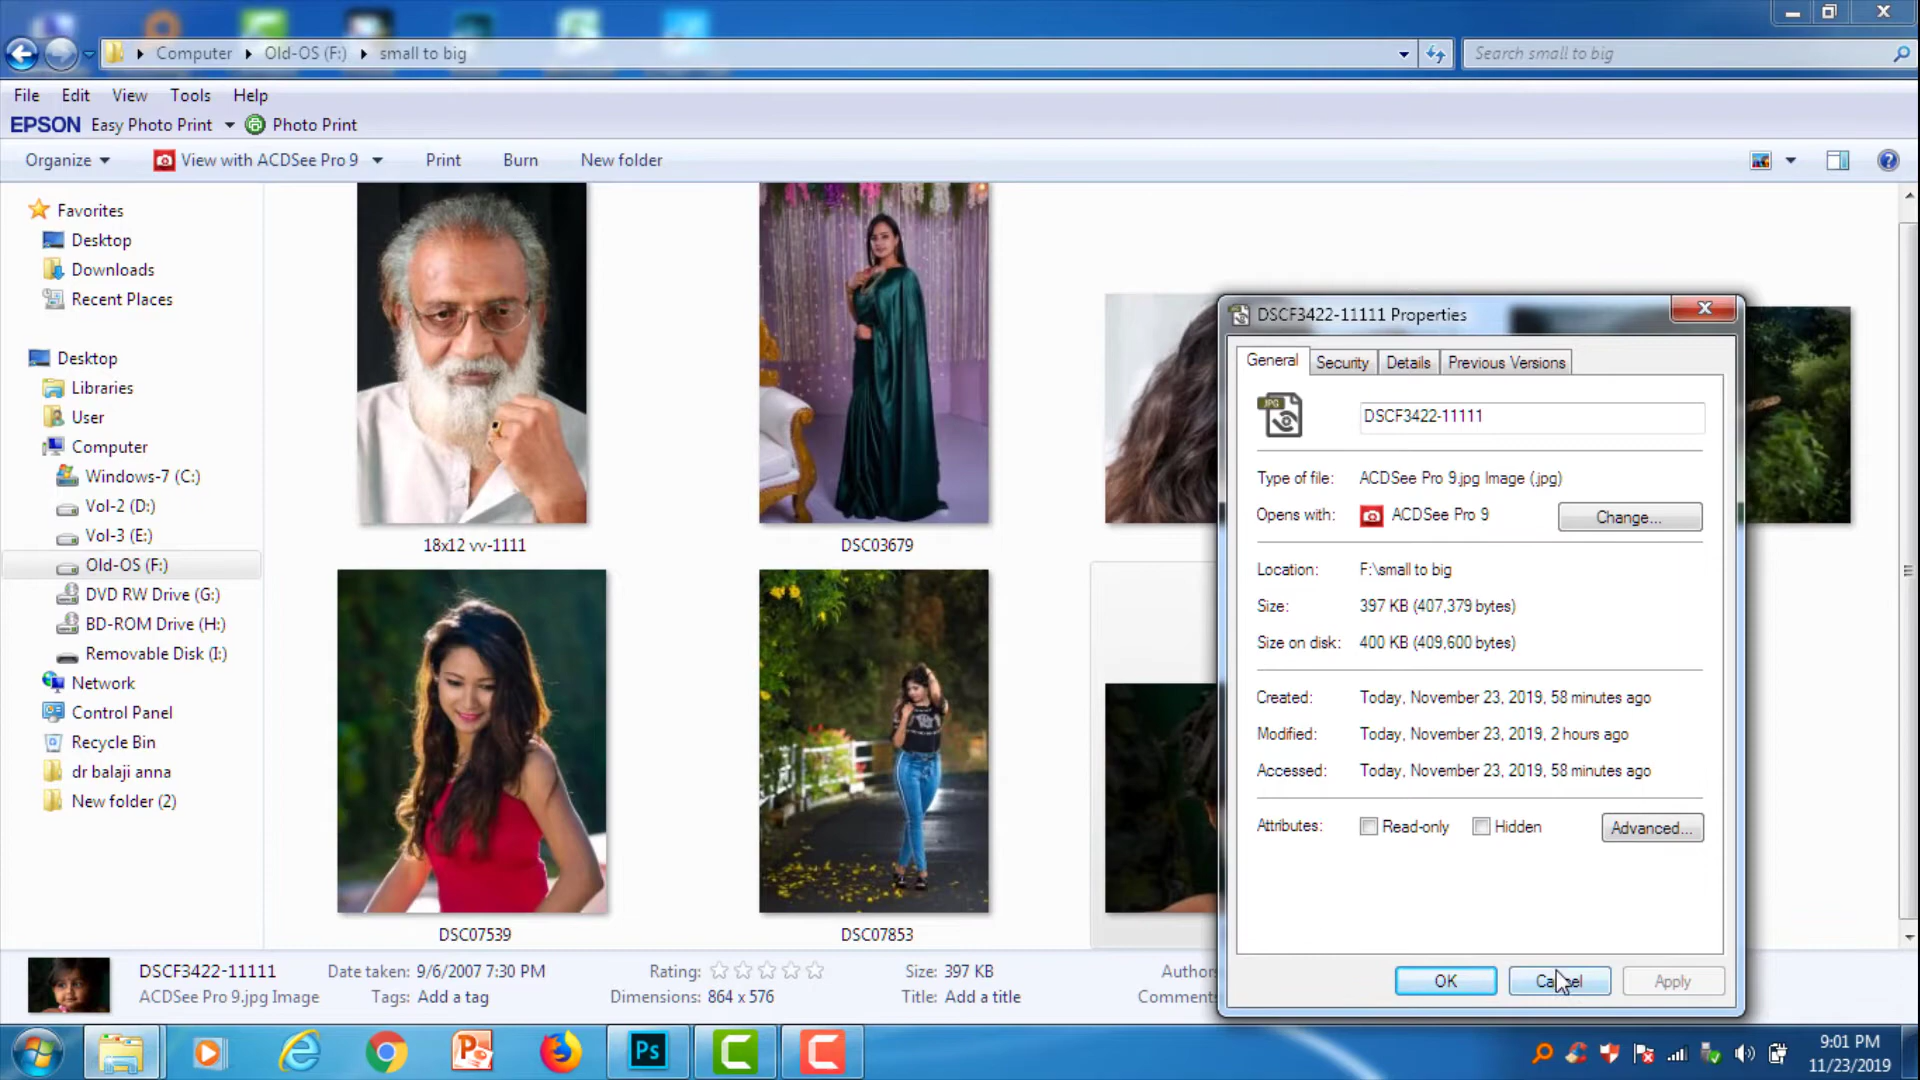 Computer Old-OS (F:) small to big
Search small to big
File Edit View Tools Help
EPSON Easy Photo Print Photo Print
Organize View with ACDSee Pro 9 Print Burn New folder
Favorites
Desktop
Downloads
Recent Places
Desktop
Libraries
User
Computer
Windows-7 (C:)
Vol-2 (D:)
Vol-3 (E:)
Old-OS (F:)
DVD RW Drive (G:)
BD-ROM Drive (H:)
Removable Disk (I:)
Network
Control Panel
Recycle Bin
dr balaji anna
New folder (2)
18x12 vv-1111
DSC03679
DSC07539
DSC07853
DSCF3422-11111 Properties
General Security Details Previous Versions
JPG
DSCF3422-11111
Type of file: ACDSee Pro 9.jpg Image (.jpg)
Opens with: ACDSee Pro 9 Change...
Location: F:\small to big
Size: 397 KB (407,379 bytes)
Size on disk: 400 KB (409,600 bytes)
Created: Today, November 23, 2019, 58 minutes ago
Modified: Today, November 23, 2019, 2 hours ago
Accessed: Today, November 23, 2019, 58 minutes ago
Attributes: Read-only Hidden Advanced...
OK Cancel Apply
DSCF3422-11111 Date taken: 9/6/2007 7:30 PM Rating: Size: 397 KB Authors
ACDSee Pro 9.jpg Image Tags: Add a tag Dimensions: 864 x 576 Title: Add a title Comments
Ps
9:01 PM
11/23/2019